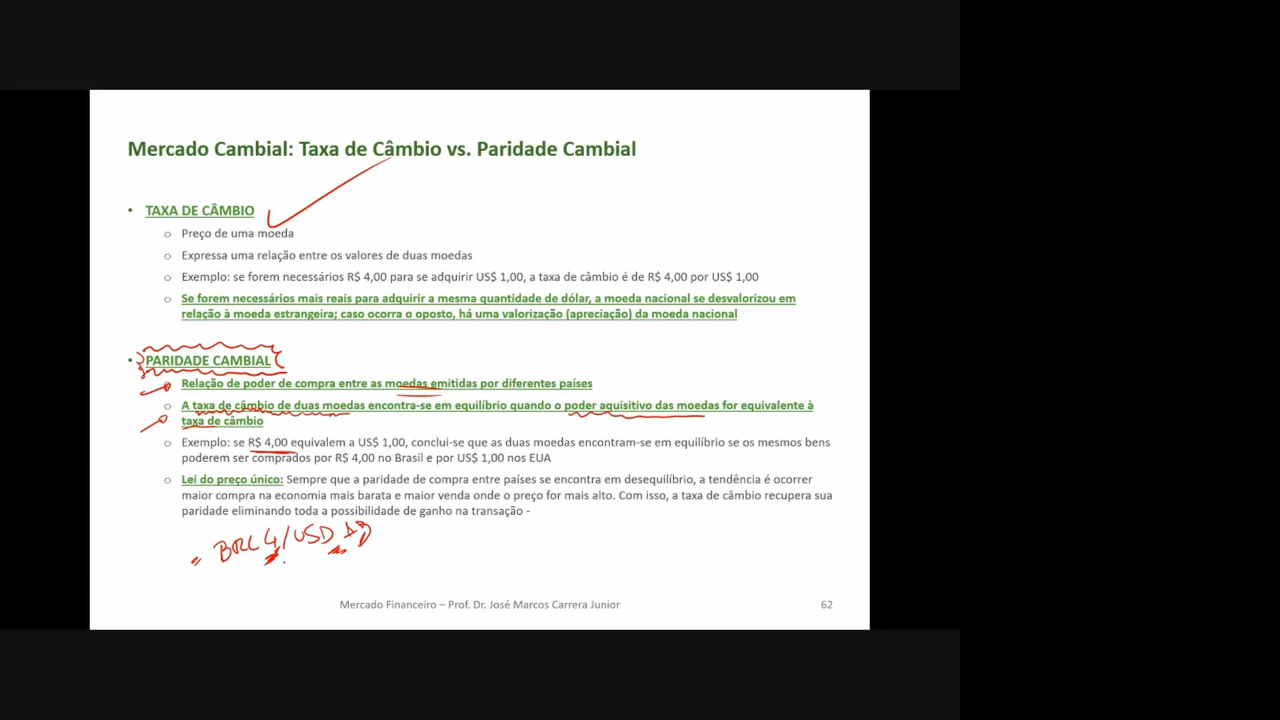 Mercado Cambial: Taxa de Câmbio vs. Paridade Cambial
• TAXA DE CÂMBIO
o Preço de uma moeda
o Expressa uma relação entre os valores de duas moedas
o Exemplo: se forem necessários R$ 4,00 para se adquirir US$ 1,00, a taxa de câmbio é de R$ 4,00 por US$ 1,00
o Se forem necessários mais reais para adquirir a mesma quantidade de dólar, a moeda nacional se desvalorizou em
relação à moeda estrangeira; caso ocorra o oposto, há uma valorização (apreciação) da moeda nacional
• PARIDADE CAMBIAL
o Relação de poder de compra entre as moedas emitidas por diferentes países
o A taxa de câmbio de duas moedas encontra-se em equilíbrio quando o poder aquisitivo das moedas for equivalente à
taxa de câmbio
o Exemplo: se R$ 4,00 equivalem a US$ 1,00, conclui-se que as duas moedas encontram-se em equilíbrio se os mesmos bens
poderem ser comprados por R$ 4,00 no Brasil e por US$ 1,00 nos EUA
o Lei do preço único: Sempre que a paridade de compra entre países se encontra em desequilíbrio, a tendência é ocorrer
maior compra na economia mais barata e maior venda onde o preço for mais alto. Com isso, a taxa de câmbio recupera sua
paridade eliminando toda a possibilidade de ganho na transação -
BRL 4/USD
Mercado Financeiro – Prof. Dr. José Marcos Carrera Junior
62